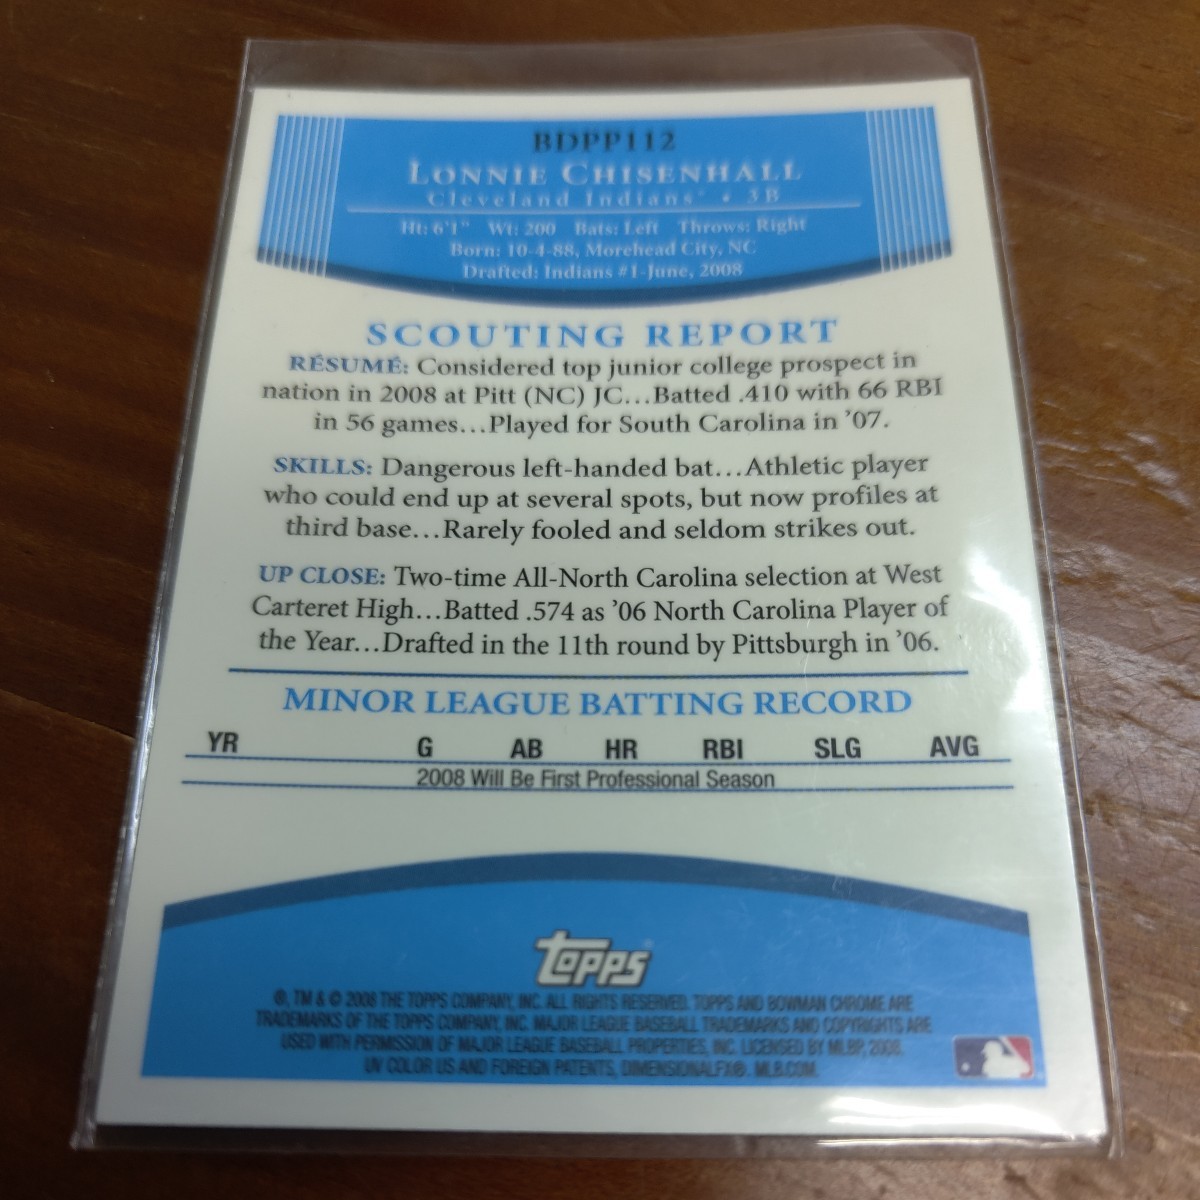 BDPP112
LONNIE CHISENHALL
Cleveland Indians® • 3B
Ht: 6'1" Wt: 200 Bats: Left Throws: Right
Born: 10-4-88, Morehead City, NC
Drafted: Indians #1-June, 2008
SCOUTING REPORT
RÉSUMÉ: Considered top junior college prospect in
nation in 2008 at Pitt (NC) JC...Batted .410 with 66 RBI
in 56 games...Played for South Carolina in '07.
SKILLS: Dangerous left-handed bat...Athletic player
who could end up at several spots, but now profiles at
third base...Rarely fooled and seldom strikes out.
UP CLOSE: Two-time All-North Carolina selection at West
Carteret High...Batted .574 as '06 North Carolina Player of
the Year...Drafted in the 11th round by Pittsburgh in '06.
MINOR LEAGUE BATTING RECORD
YR G AB HR RBI SLG AVG
2008 Will Be First Professional Season
topps
®, TM & © 2008 THE TOPPS COMPANY, INC. ALL RIGHTS RESERVED. TOPPS AND BOWMAN CHROME ARE
TRADEMARKS OF THE TOPPS COMPANY, INC. MAJOR LEAGUE BASEBALL TRADEMARKS AND COPYRIGHTS ARE
USED WITH PERMISSION OF MAJOR LEAGUE BASEBALL PROPERTIES, INC. LICENSED BY MLBP, 2008.
UV COLOR US AND FOREIGN PATENTS, DIMENSIONALFX®. MLB.COM.